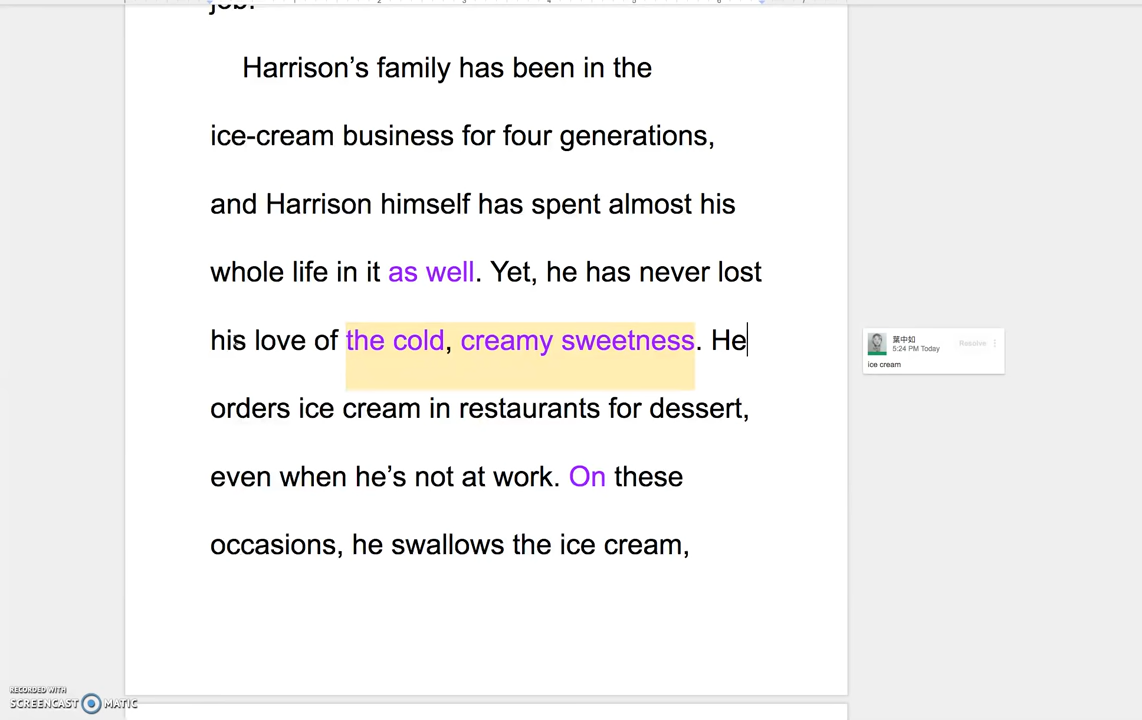 job.
Harrison’s family has been in the
ice-cream business for four generations,
and Harrison himself has spent almost his
whole life in it as well. Yet, he has never lost
his love of the cold, creamy sweetness. He
orders ice cream in restaurants for dessert,
even when he’s not at work. On these
occasions, he swallows the ice cream,
葉中如
5:24 PM Today
Resolve
ice cream
RECORDED WITH
SCREENCAST MATIC